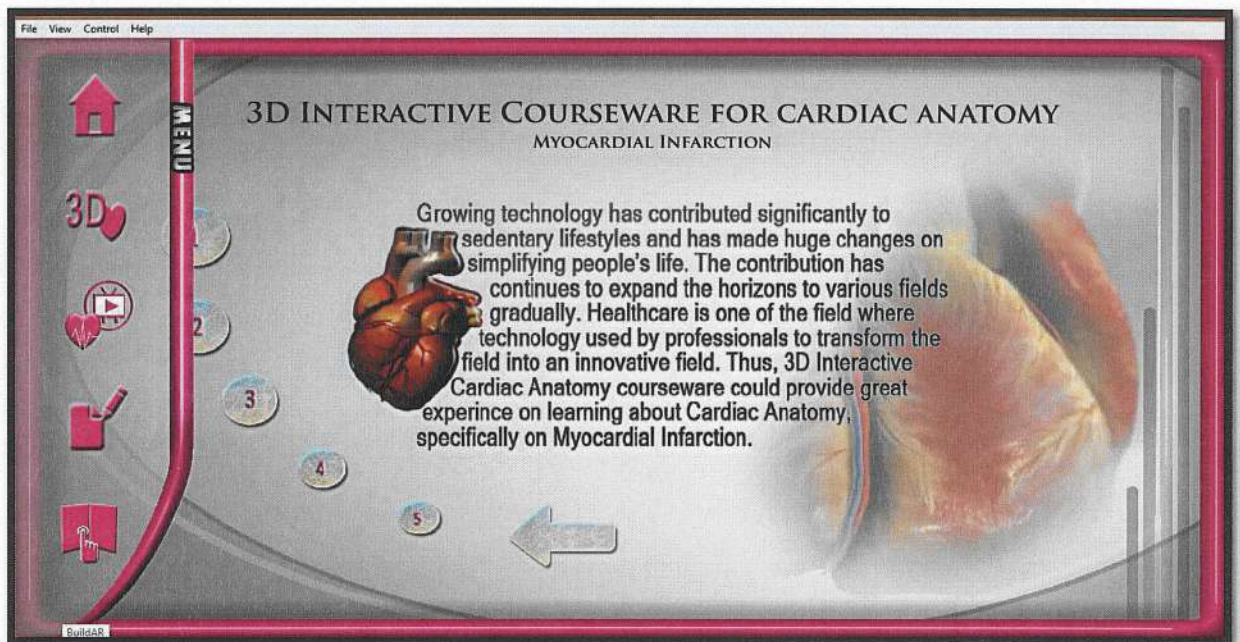 File View Control Help
MENU
3D INTERACTIVE COURSEWARE FOR CARDIAC ANATOMY
MYOCARDIAL INFARCTION
3D
Growing technology has contributed significantly to
sedentary lifestyles and has made huge changes on
simplifying people's life. The contribution has
continues to expand the horizons to various fields
gradually. Healthcare is one of the field where
technology used by professionals to transform the
field into an innovative field. Thus, 3D Interactive
Cardiac Anatomy courseware could provide great
experince on learning about Cardiac Anatomy,
specifically on Myocardial Infarction.
1
2
3
4
5
BuildAR